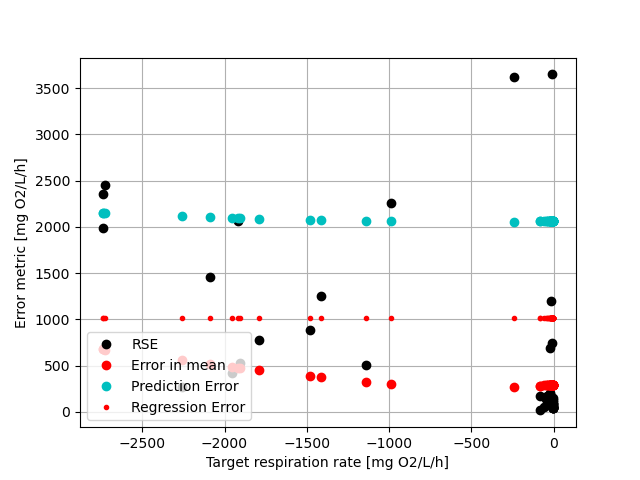 3500
3000
2500
2000
1500
1000
500
0
Error metric [mg O2/L/h]
RSE
Error in mean
Prediction Error
Regression Error
−2500 −2000 −1500 −1000 −500 0
Target respiration rate [mg O2/L/h]